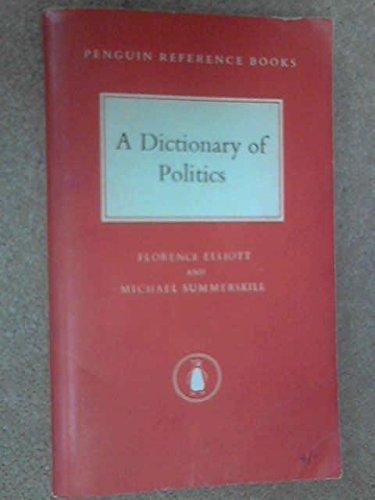 PENGUIN REFERENCE BOOKS
A Dictionary of
Politics
FLORENCE ELLIOTT
AND
MICHAEL SUMMERSKILL